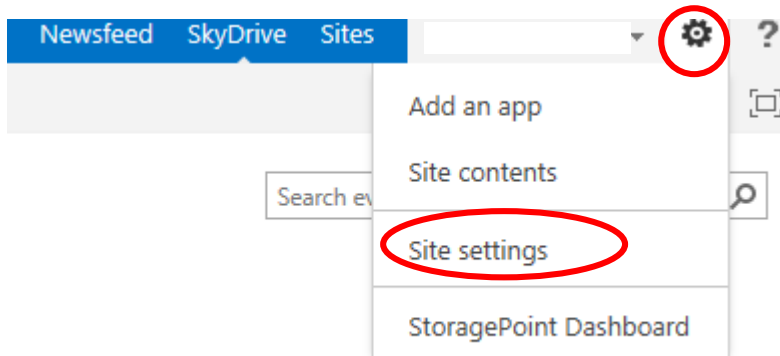 Newsfeed SkyDrive Sites ?
Add an app
Site contents
Search ev
Site settings
StoragePoint Dashboard